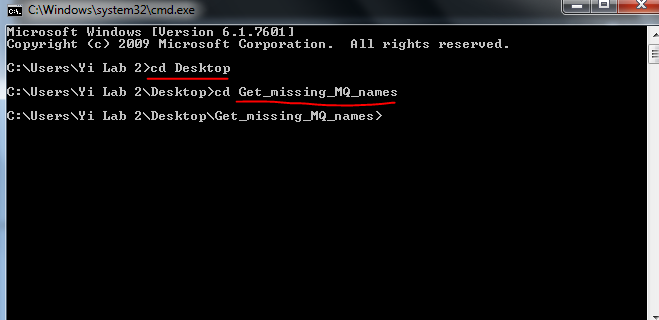 C:\Windows\system32\cmd.exe
Microsoft Windows [Version 6.1.7601]
Copyright (c) 2009 Microsoft Corporation.  All rights reserved.
C:\Users\Yi Lab 2>cd Desktop
C:\Users\Yi Lab 2\Desktop>cd Get_missing_MQ_names
C:\Users\Yi Lab 2\Desktop\Get_missing_MQ_names>